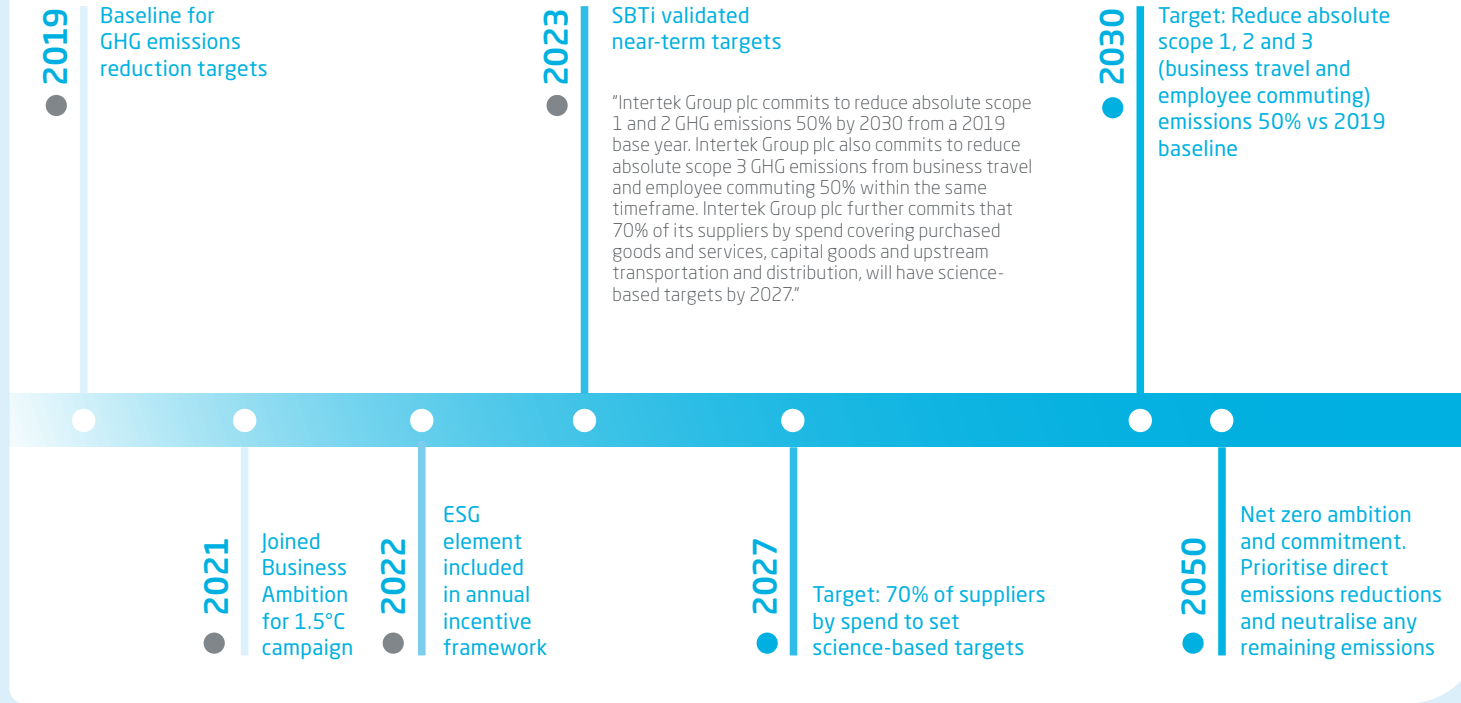 2019
Baseline for
GHG emissions
reduction targets
2023
SBTi validated
near-term targets
"Intertek Group plc commits to reduce absolute scope
1 and 2 GHG emissions 50% by 2030 from a 2019
base year. Intertek Group plc also commits to reduce
absolute scope 3 GHG emissions from business travel
and employee commuting 50% within the same
timeframe. Intertek Group plc further commits that
70% of its suppliers by spend covering purchased
goods and services, capital goods and upstream
transportation and distribution, will have science-
based targets by 2027."
2030
Target: Reduce absolute
scope 1, 2 and 3
(business travel and
employee commuting)
emissions 50% vs 2019
baseline
2021
Joined
Business
Ambition
for 1.5°C
campaign
2022
ESG
element
included
in annual
incentive
framework
2027
Target: 70% of suppliers
by spend to set
science-based targets
2050
Net zero ambition
and commitment.
Prioritise direct
emissions reductions
and neutralise any
remaining emissions